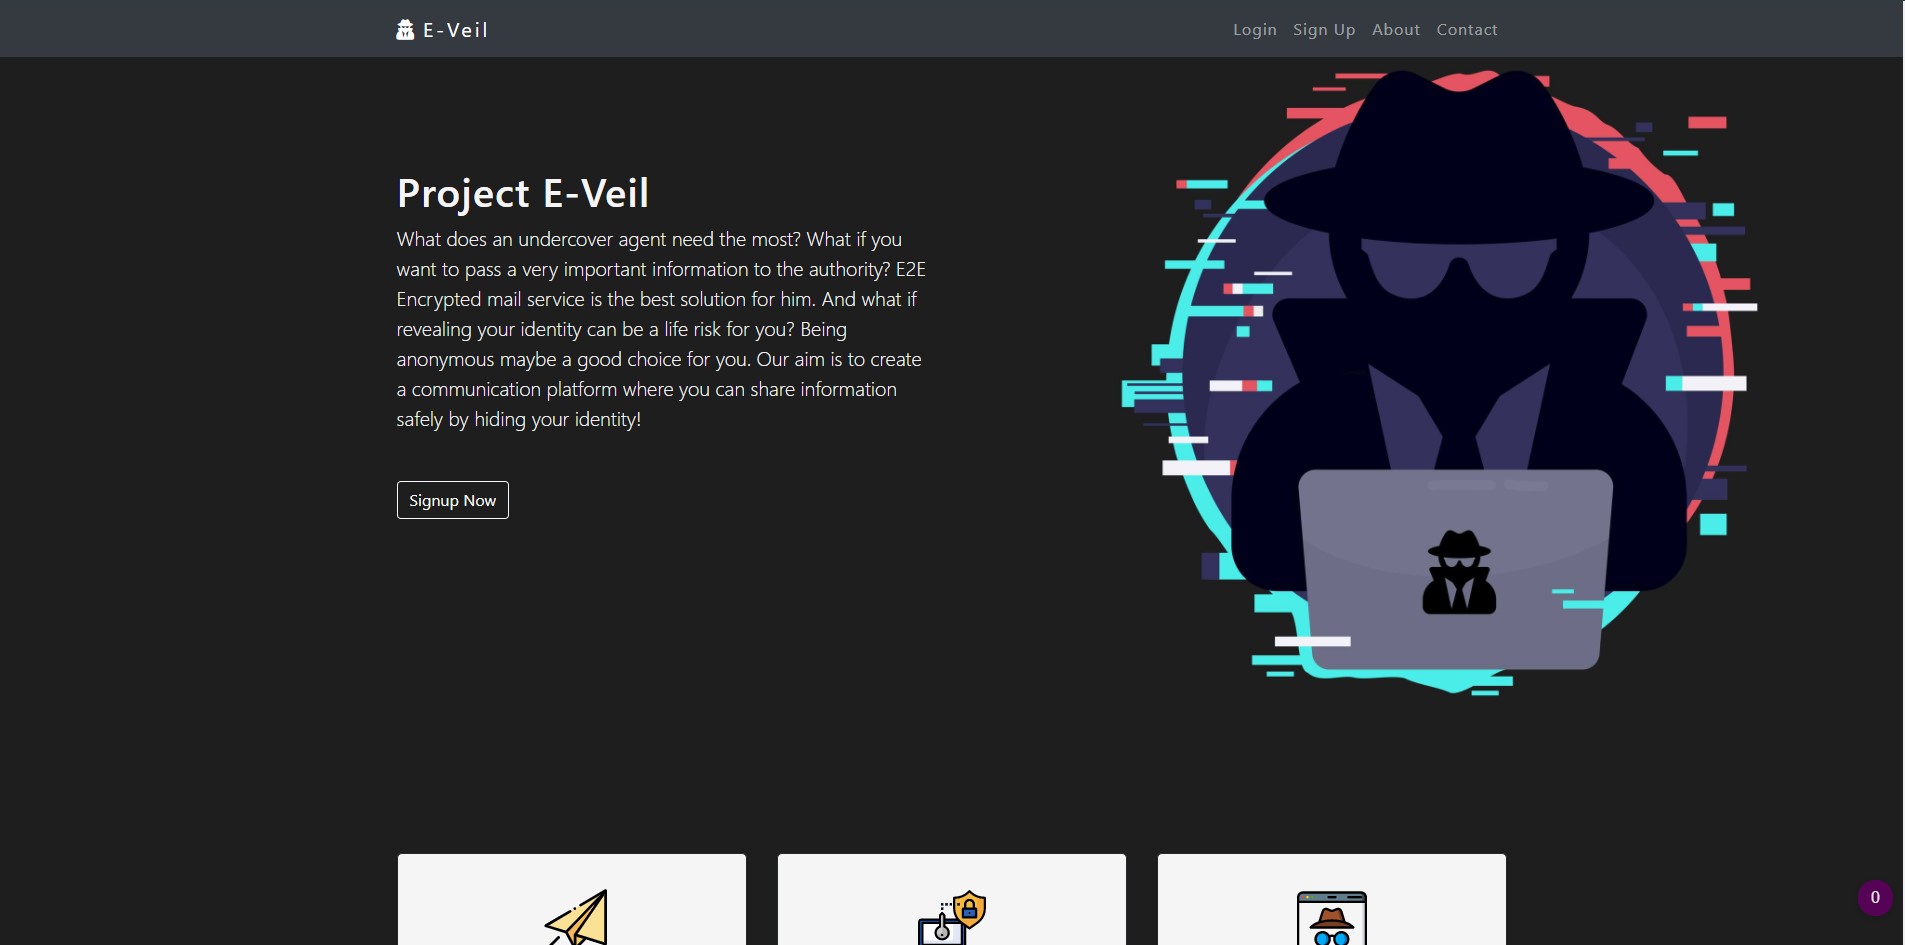 E-Veil
Login Sign Up About Contact
Project E-Veil
What does an undercover agent need the most? What if you
want to pass a very important information to the authority? E2E
Encrypted mail service is the best solution for him. And what if
revealing your identity can be a life risk for you? Being
anonymous maybe a good choice for you. Our aim is to create
a communication platform where you can share information
safely by hiding your identity!
Signup Now
0